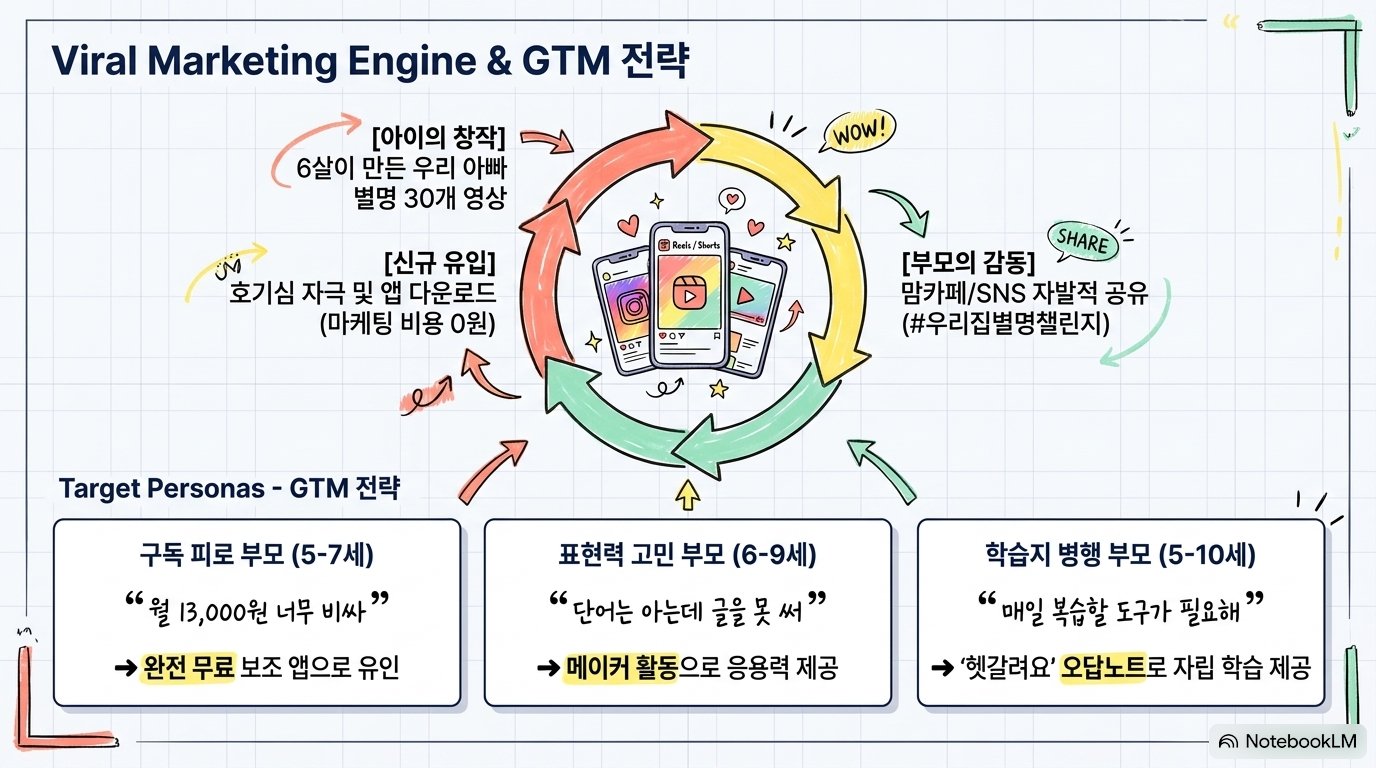 Viral Marketing Engine & GTM 전략
[아이의 창작]
6살이 만든 우리 아빠
별명 30개 영상
WOW!
[신규 유입]
호기심 자극 및 앱 다운로드
(마케팅 비용 0원)
Reels / Shorts
SHARE
[부모의 감동]
맘카페/SNS 자발적 공유
(#우리집별명챌린지)
Target Personas - GTM 전략
구독 피로 부모 (5-7세)
“월 13,000원 너무 비싸”
➜ 완전 무료 보조 앱으로 유인
표현력 고민 부모 (6-9세)
“단어는 아는데 글을 못 써”
➜ 메이커 활동으로 응용력 제공
학습지 병행 부모 (5-10세)
“매일 복습할 도구가 필요해”
➜ ‘헷갈려요’ 오답노트로 자립 학습 제공
NotebookLM